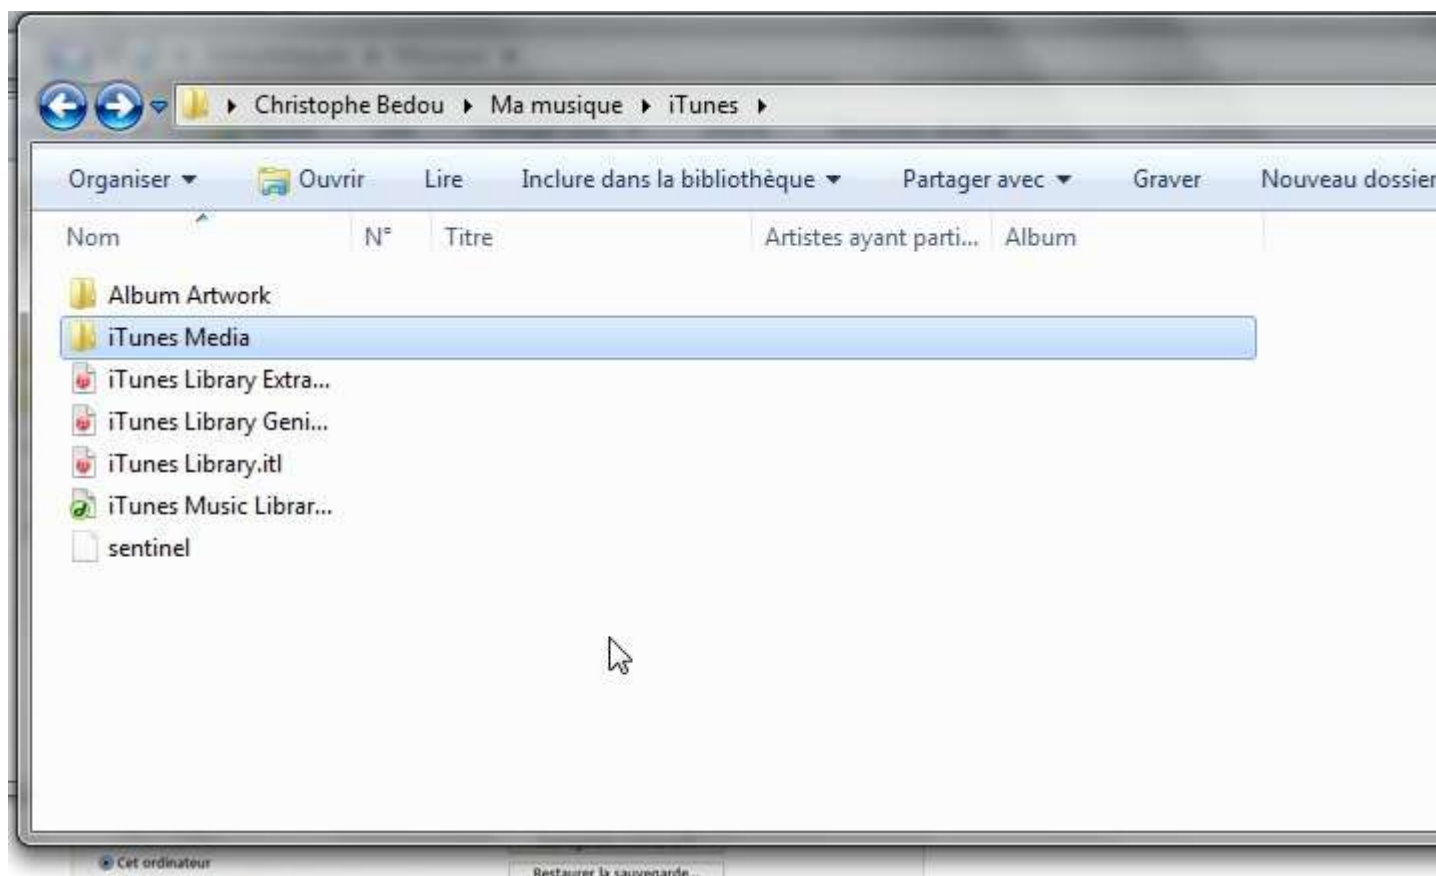 Christophe Bedou Ma musique iTunes
Organiser Ouvrir Lire Inclure dans la bibliothèque Partager avec Graver Nouveau dossier
Nom N° Titre Artistes ayant parti... Album
Album Artwork
iTunes Media
iTunes Library Extra...
iTunes Library Geni...
iTunes Library.itl
iTunes Music Librar...
sentinel
Cet ordinateur
Restaurer la sauvegarde...